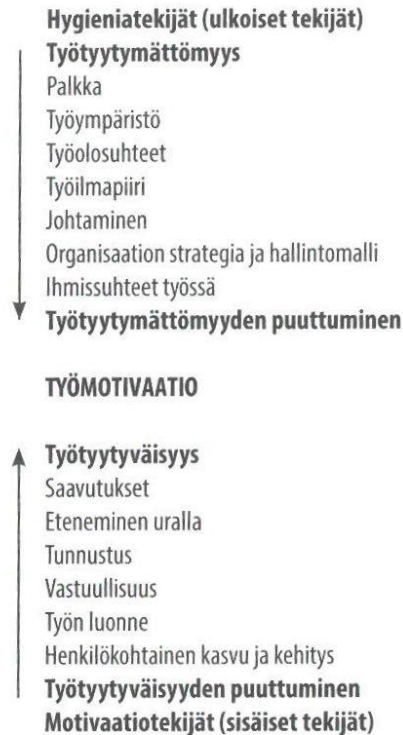 Hygieniatekijät (ulkoiset tekijät)
Työtyytymättömyys
Palkka
Työympäristö
Työolosuhteet
Työilmapiiri
Johtaminen
Organisaation strategia ja hallintomalli
Ihmissuhteet työssä
Työtyytymättömyyden puuttuminen
TYÖMOTIVAATIO
Työtyytyväisyys
Saavutukset
Eteneminen uralla
Tunnustus
Vastuullisuus
Työn luonne
Henkilökohtainen kasvu ja kehitys
Työtyytyväisyyden puuttuminen
Motivaatiotekijät (sisäiset tekijät)